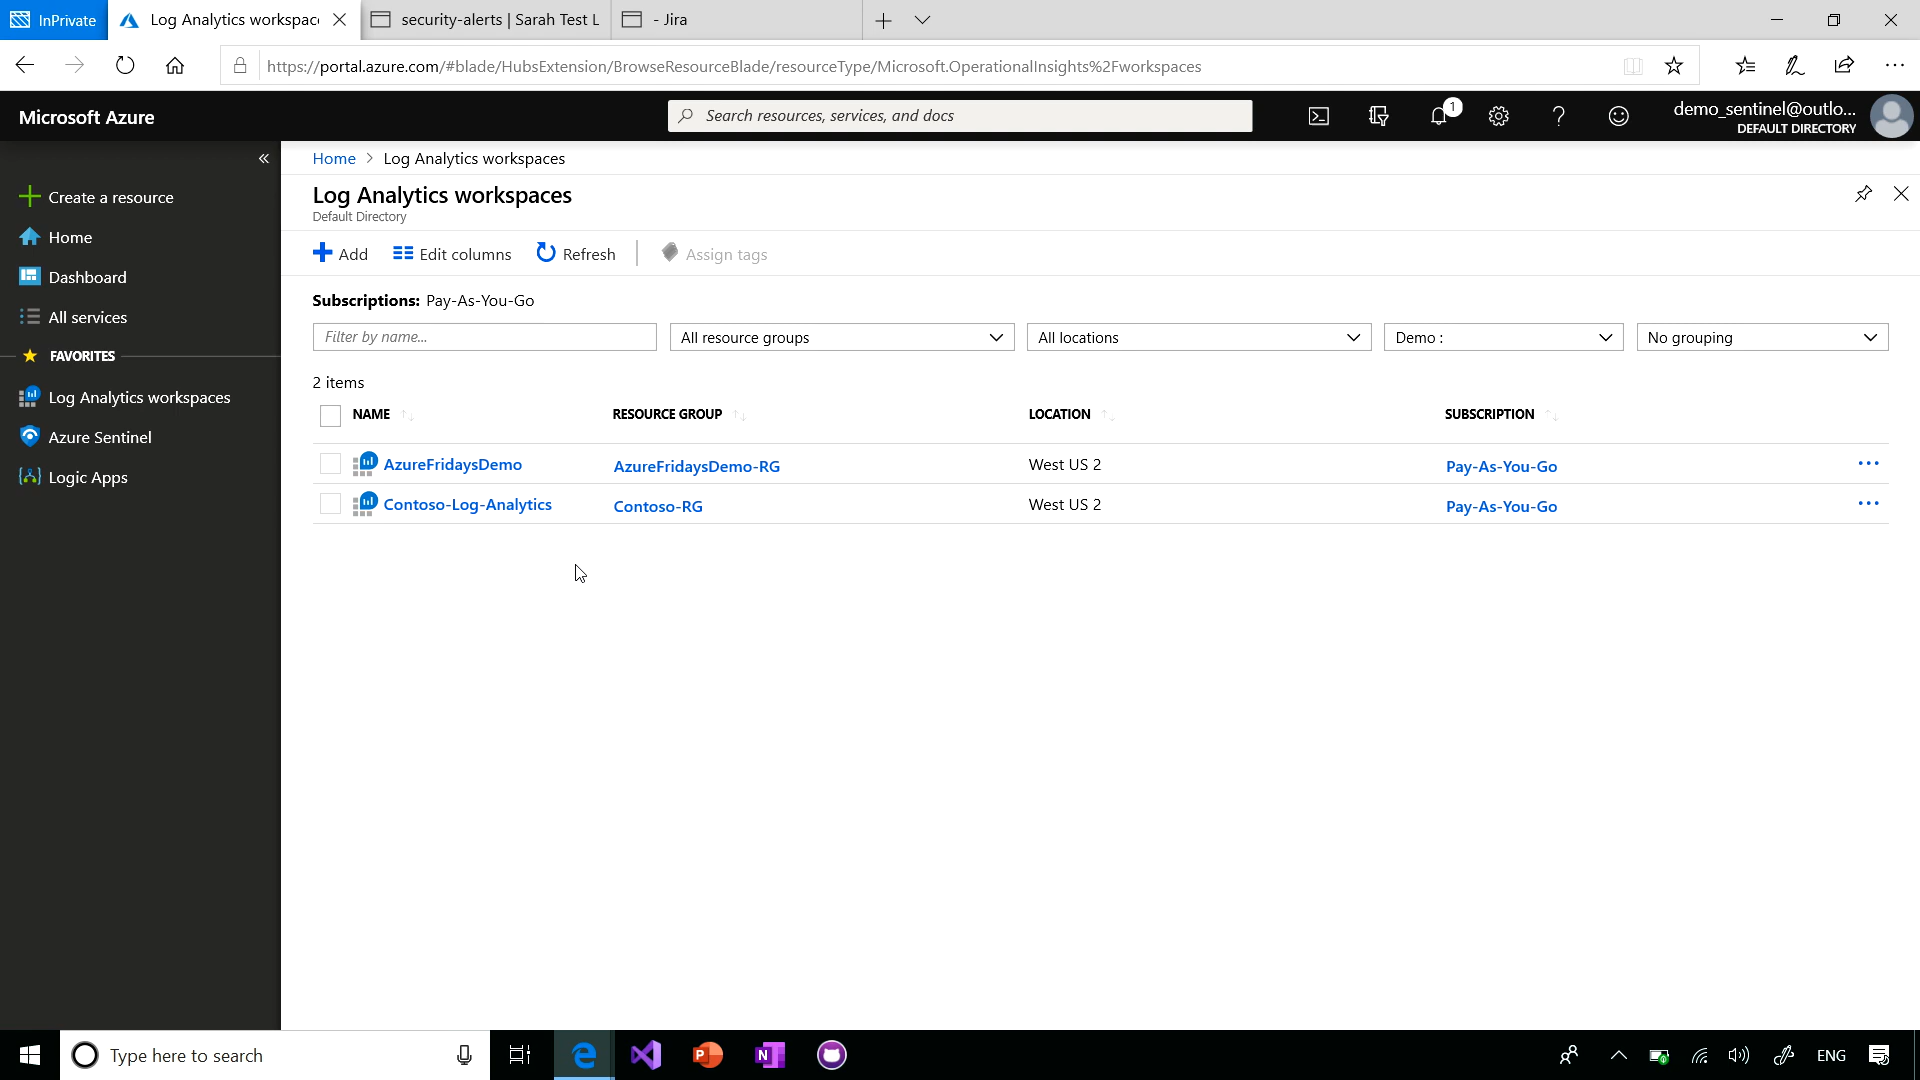 InPrivate
Log Analytics workspac
security-alerts | Sarah Test L
- Jira
https://portal.azure.com/#blade/HubsExtension/BrowseResourceBlade/resourceType/Microsoft.OperationalInsights%2Fworkspaces
Microsoft Azure
Search resources, services, and docs
1
demo_sentinel@outlo...
DEFAULT DIRECTORY
Create a resource
Home
Dashboard
All services
FAVORITES
Log Analytics workspaces
Azure Sentinel
Logic Apps
Home > Log Analytics workspaces
Log Analytics workspaces
Default Directory
Add
Edit columns
Refresh
Assign tags
Subscriptions: Pay-As-You-Go
Filter by name...
All resource groups
All locations
Demo :
No grouping
2 items
NAME RESOURCE GROUP LOCATION SUBSCRIPTION
AzureFridaysDemo AzureFridaysDemo-RG West US 2 Pay-As-You-Go ...
Contoso-Log-Analytics Contoso-RG West US 2 Pay-As-You-Go ...
Type here to search
ENG